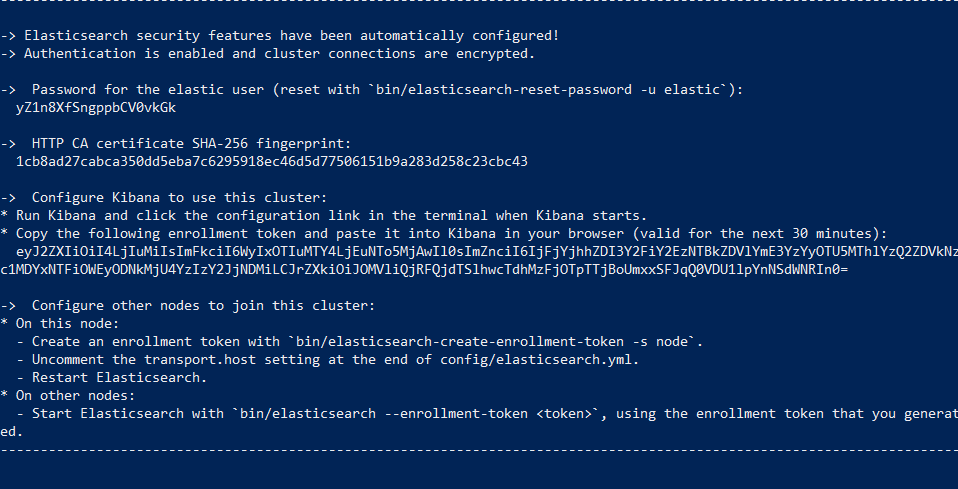 -> Elasticsearch security features have been automatically configured!
-> Authentication is enabled and cluster connections are encrypted.
->  Password for the elastic user (reset with `bin/elasticsearch-reset-password -u elastic`):
  yZ1n8XfSngppbCV0vkGk
->  HTTP CA certificate SHA-256 fingerprint:
  1cb8ad27cabca350dd5eba7c6295918ec46d5d77506151b9a283d258c23cbc43
->  Configure Kibana to use this cluster:
* Run Kibana and click the configuration link in the terminal when Kibana starts.
* Copy the following enrollment token and paste it into Kibana in your browser (valid for the next 30 minutes):
  eyJ2ZXIiOiI4LjIuMiIsImFkciI6WyIxOTIuMTY4LjEuNTo5MjAwIl0sImZnciI6IjFjYjhhZDI3Y2FiY2EzNTBkZDVlYmE3YzYyOTU5MThlYzQ2ZDVkNz
c1MDYxNTFiOWEyODNkMjU4YzIzY2JjNDMiLCJrZXkiOiJOMVliQjRFQjdTSlhwcTdhMzFjOTpTTjBoUmxxSFJqQ0VDU1lpYnNSdWNRIn0=
->  Configure other nodes to join this cluster:
* On this node:
  - Create an enrollment token with `bin/elasticsearch-create-enrollment-token -s node`.
  - Uncomment the transport.host setting at the end of config/elasticsearch.yml.
  - Restart Elasticsearch.
* On other nodes:
  - Start Elasticsearch with `bin/elasticsearch --enrollment-token <token>`, using the enrollment token that you generat
ed.